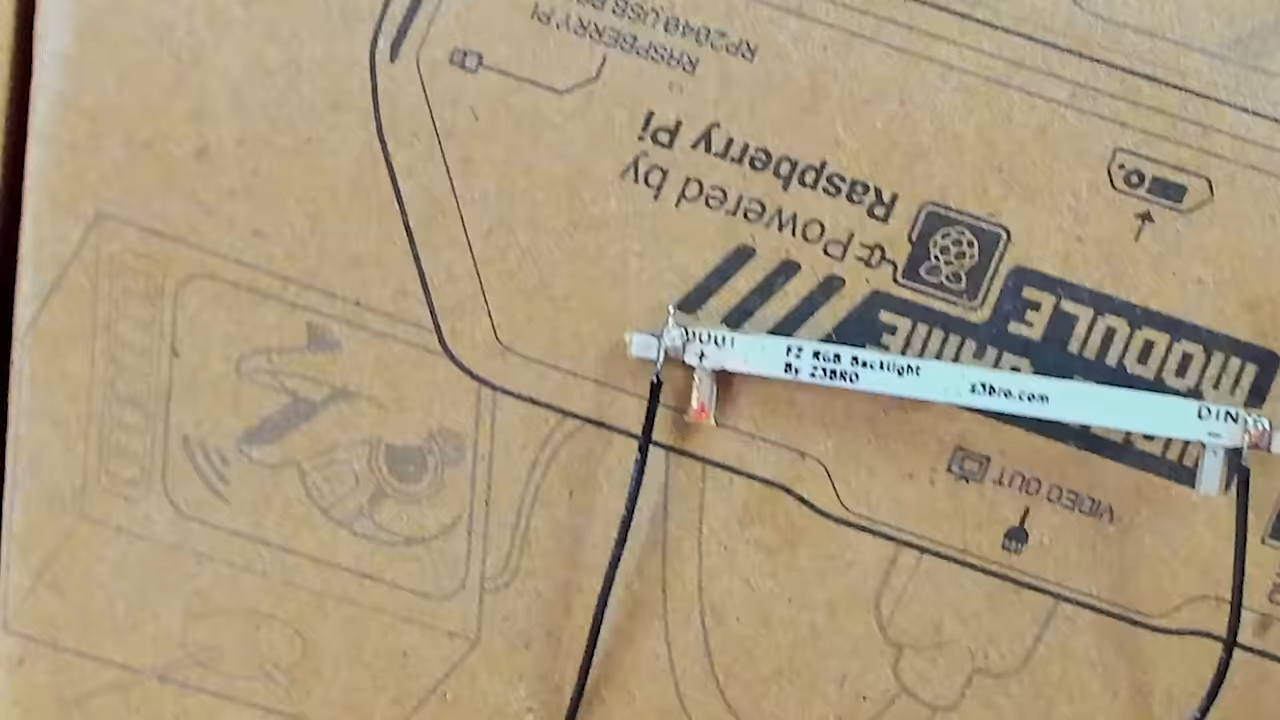 RASPBERRY PI
RP2040, USB
Powered by
Raspberry Pi
GAME
MODULE
DOUT
+
FZ RGB Backlight
By Z3BRO
z3bro.com
DIN
-
VIDEO OUT